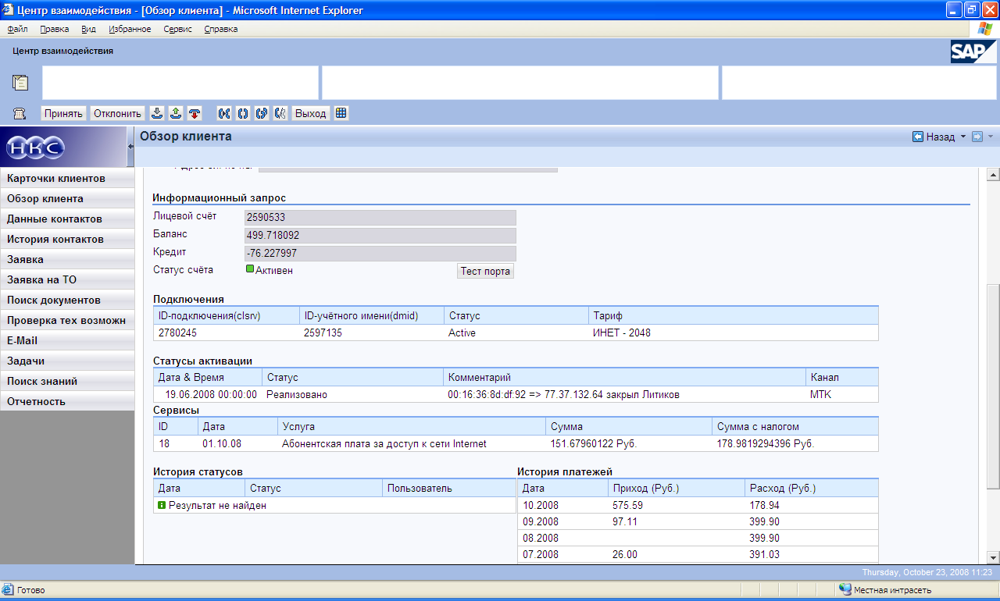 Центр взаимодействия - [Обзор клиента] - Microsoft Internet Explorer
Файл Правка Вид Избранное Сервис Справка
Центр взаимодействия
SAP
Принять Отклонить Выход
НКС
Обзор клиента
Назад
Карточки клиентов
Обзор клиента
Данные контактов
История контактов
Заявка
Заявка на ТО
Поиск документов
Проверка тех возможн
E-Mail
Задачи
Поиск знаний
Отчетность
Информационный запрос
Лицевой счёт 2590533
Баланс 499.718092
Кредит -76.227997
Статус счёта Активен Тест порта
Подключения
ID-подключения(clsrv) ID-учётного имени(dmid) Статус Тариф
2780245 2597135 Active ИНЕТ - 2048
Статусы активации
Дата & Время Статус Комментарий Канал
19.06.2008 00:00:00 Реализовано 00:16:36:8d:df:92 => 77.37.132.64 закрыл Литиков МТК
Сервисы
ID Дата Услуга Сумма Сумма с налогом
18 01.10.08 Абонентская плата за доступ к сети Internet 151.67960122 Руб. 178.9819294396 Руб.
История статусов
Дата Статус Пользователь
Результат не найден
История платежей
Дата Приход (Руб.) Расход (Руб.)
10.2008 575.59 178.94
09.2008 97.11 399.90
08.2008 399.90
07.2008 26.00 391.03
Thursday, October 23, 2008 11:23
Готово Местная интрасеть